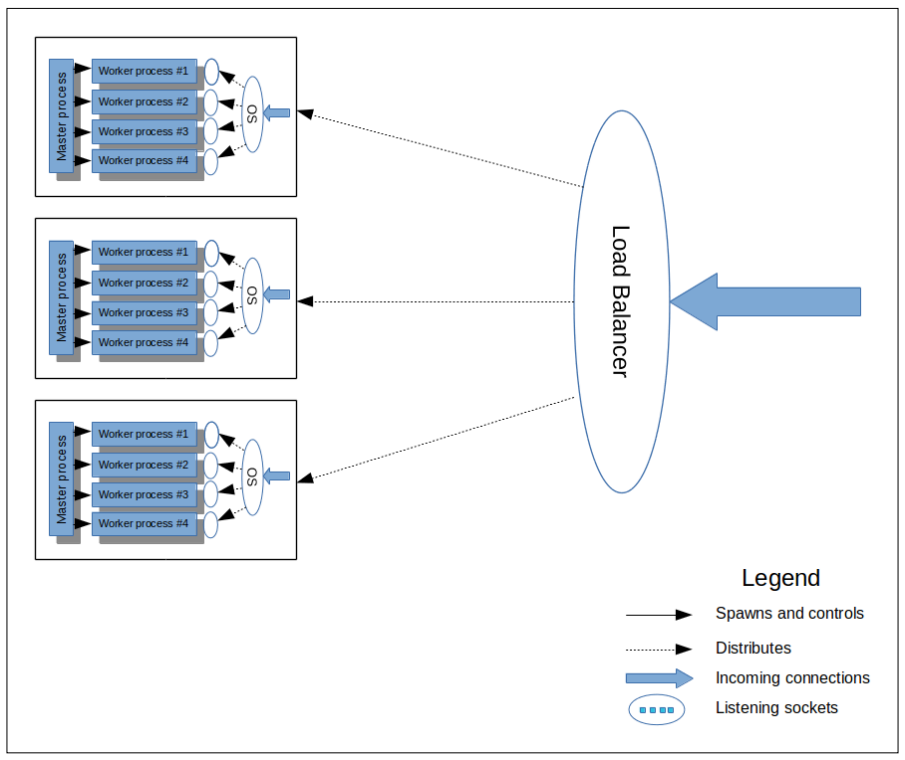 Master process
Worker process #1
Worker process #2
Worker process #3
Worker process #4
OS
Master process
Worker process #1
Worker process #2
Worker process #3
Worker process #4
OS
Master process
Worker process #1
Worker process #2
Worker process #3
Worker process #4
OS
Load Balancer
Legend
Spawns and controls
Distributes
Incoming connections
Listening sockets